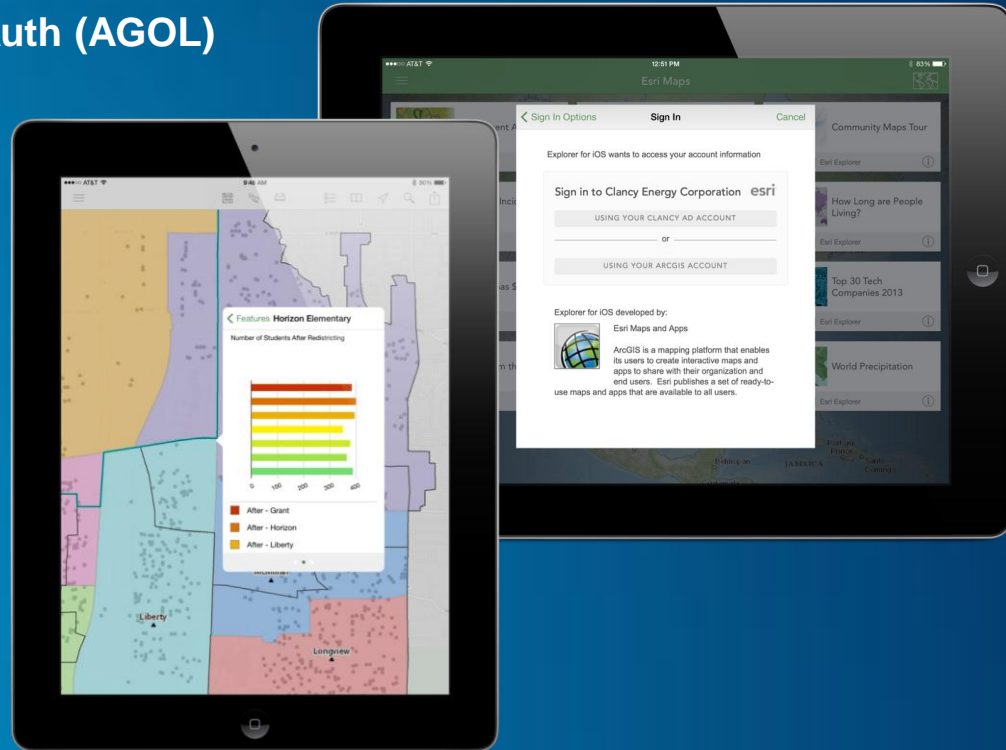 uth (AGOL)
AT&T
12:51 PM
83%
Esri Maps
Sign In Options
Sign In
Cancel
Explorer for iOS wants to access your account information
Sign in to Clancy Energy Corporation esri
USING YOUR CLANCY AD ACCOUNT
or
USING YOUR ARCGIS ACCOUNT
Explorer for iOS developed by:
Esri Maps and Apps
ArcGIS is a mapping platform that enables
its users to create interactive maps and
apps to share with their organization and
end users. Esri publishes a set of ready-to-
use maps and apps that are available to all users.
Community Maps Tour
Esri Explorer
How Long are People
Living?
Esri Explorer
Top 30 Tech
Companies 2013
Esri Explorer
World Precipitation
Esri Explorer
JAMAICA
AT&T
9:41 AM
90%
Features Horizon Elementary
Number of Students After Redistricting
0 100 200 300 400
After - Grant
After - Horizon
After - Liberty
Liberty
Longview